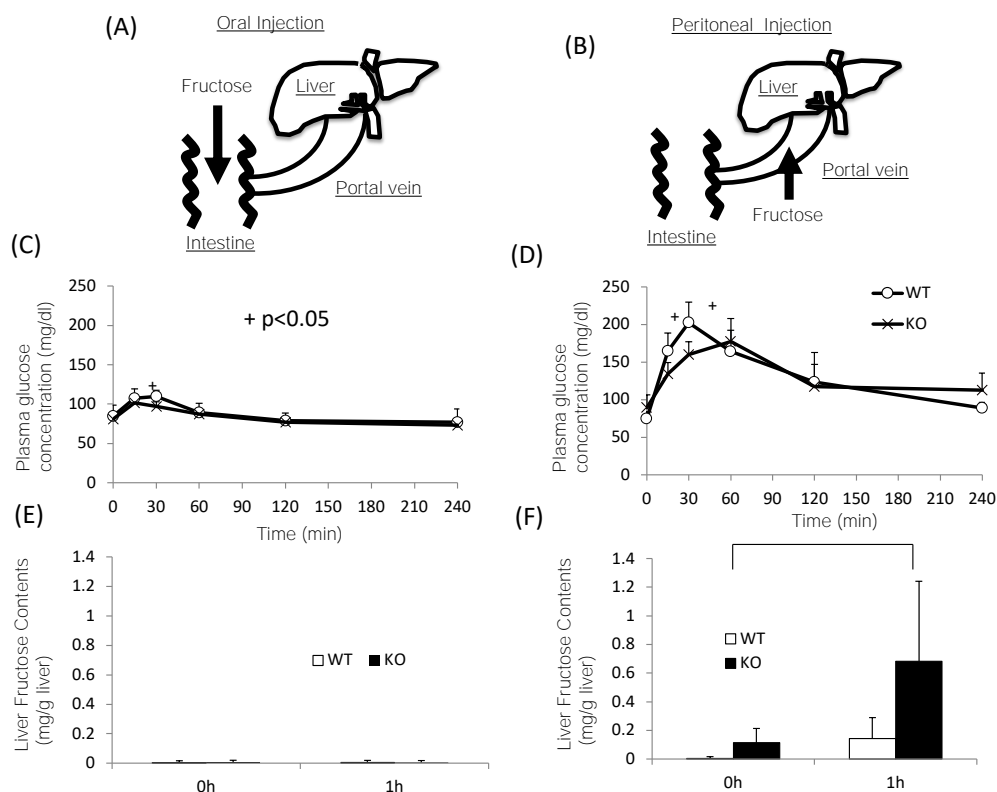 (A)
Oral Injection
Fructose
Liver
Portal vein
Intestine
(B)
Peritoneal Injection
Liver
Portal vein
Fructose
Intestine
(C)
Plasma glucose
concentration (mg/dl)
250
200
150
100
50
0
+ p<0.05
+
0 30 60 90 120 150 180 210 240
Time (min)
(D)
Plasma glucose
concentration (mg/dl)
250
200
150
100
50
0
+ +
WT
KO
0 30 60 90 120 150 180 210 240
Time (min)
(E)
Liver Fructose Contents
(mg/g liver)
1.4
1.2
1
0.8
0.6
0.4
0.2
0
WT KO
0h 1h
(F)
Liver Fructose Contents
(mg/g liver)
1.4
1.2
1
0.8
0.6
0.4
0.2
0
WT
KO
0h 1h